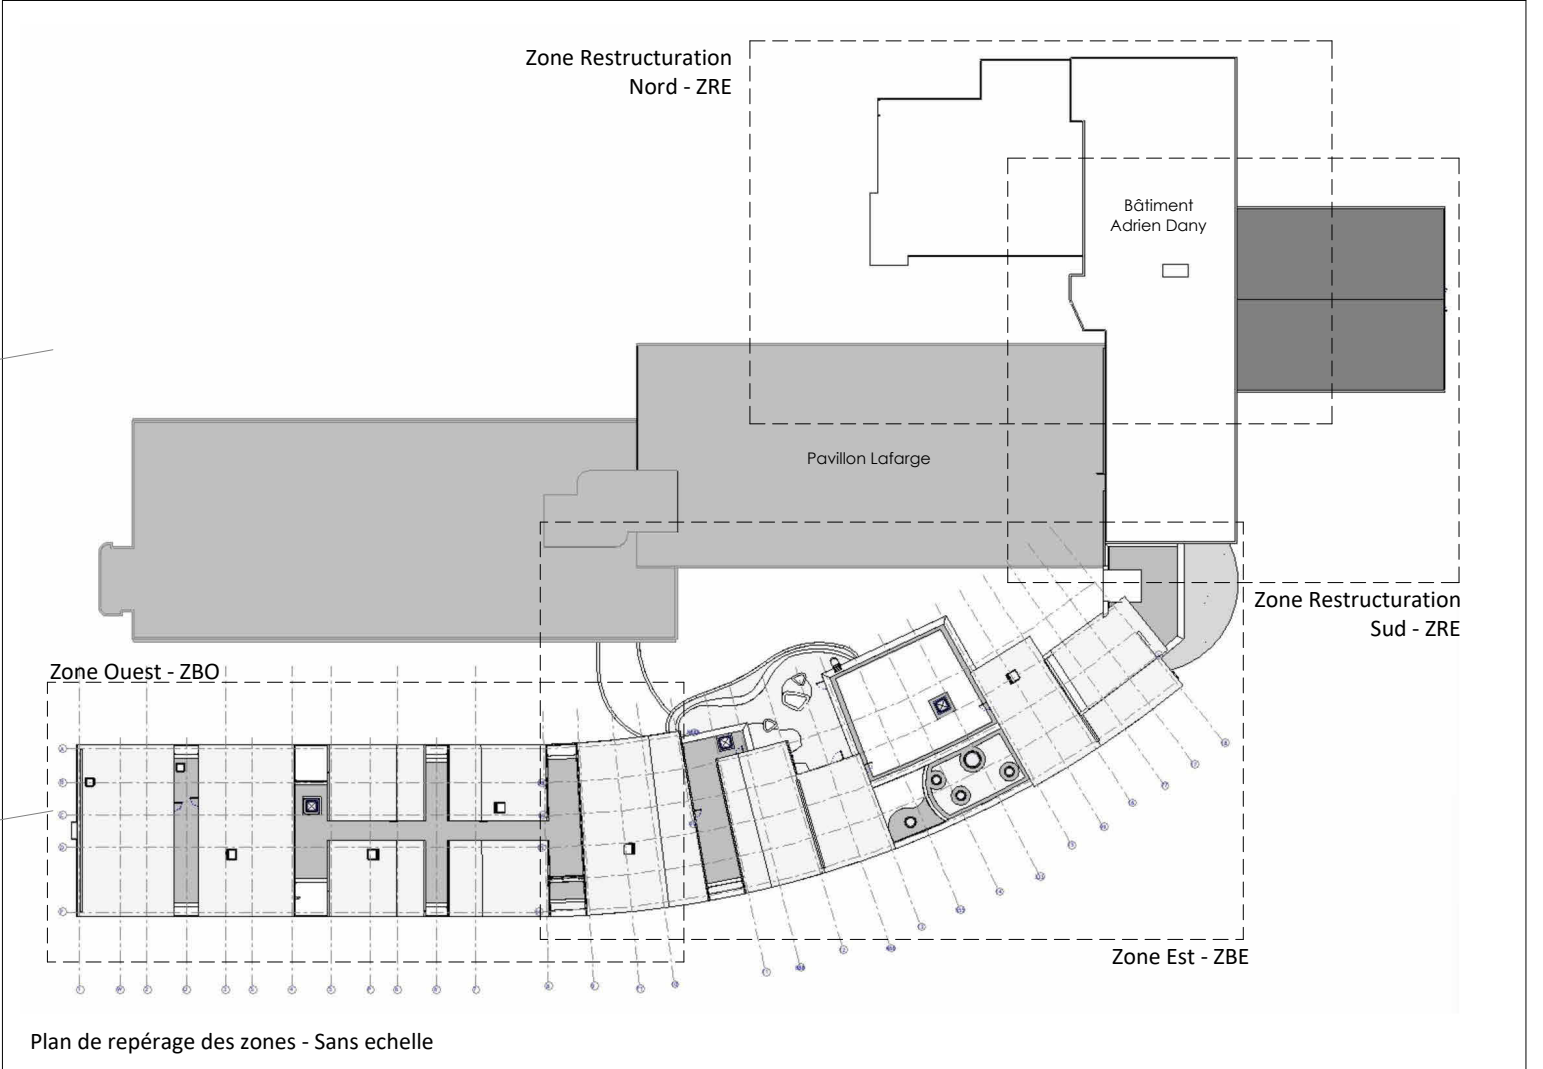 Zone Restructuration
Nord - ZRE
Bâtiment
Adrien Dany
Pavillon Lafarge
Zone Restructuration
Sud - ZRE
Zone Ouest - ZBO
Zone Est - ZBE
Plan de repérage des zones - Sans echelle